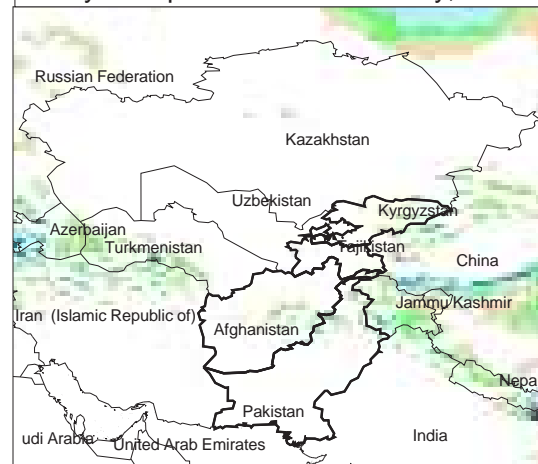 Russian Federation
Kazakhstan
Uzbekistan
Kyrgyzstan
Azerbaijan
Turkmenistan
Tajikistan
China
Jammu/Kashmir
Iran (Islamic Republic of)
Afghanistan
Nepa
Pakistan
udi Arabia
United Arab Emirates
India